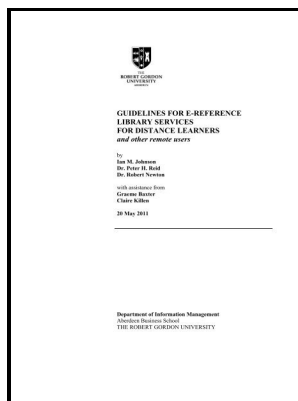 THE
ROBERT GORDON
UNIVERSITY
ABERDEEN
GUIDELINES FOR E-REFERENCE
LIBRARY SERVICES
FOR DISTANCE LEARNERS
and other remote users
by
Ian M. Johnson
Dr. Peter H. Reid
Dr. Robert Newton
with assistance from
Graeme Baxter
Claire Killen
20 May 2011
Department of Information Management
Aberdeen Business School
THE ROBERT GORDON UNIVERSITY